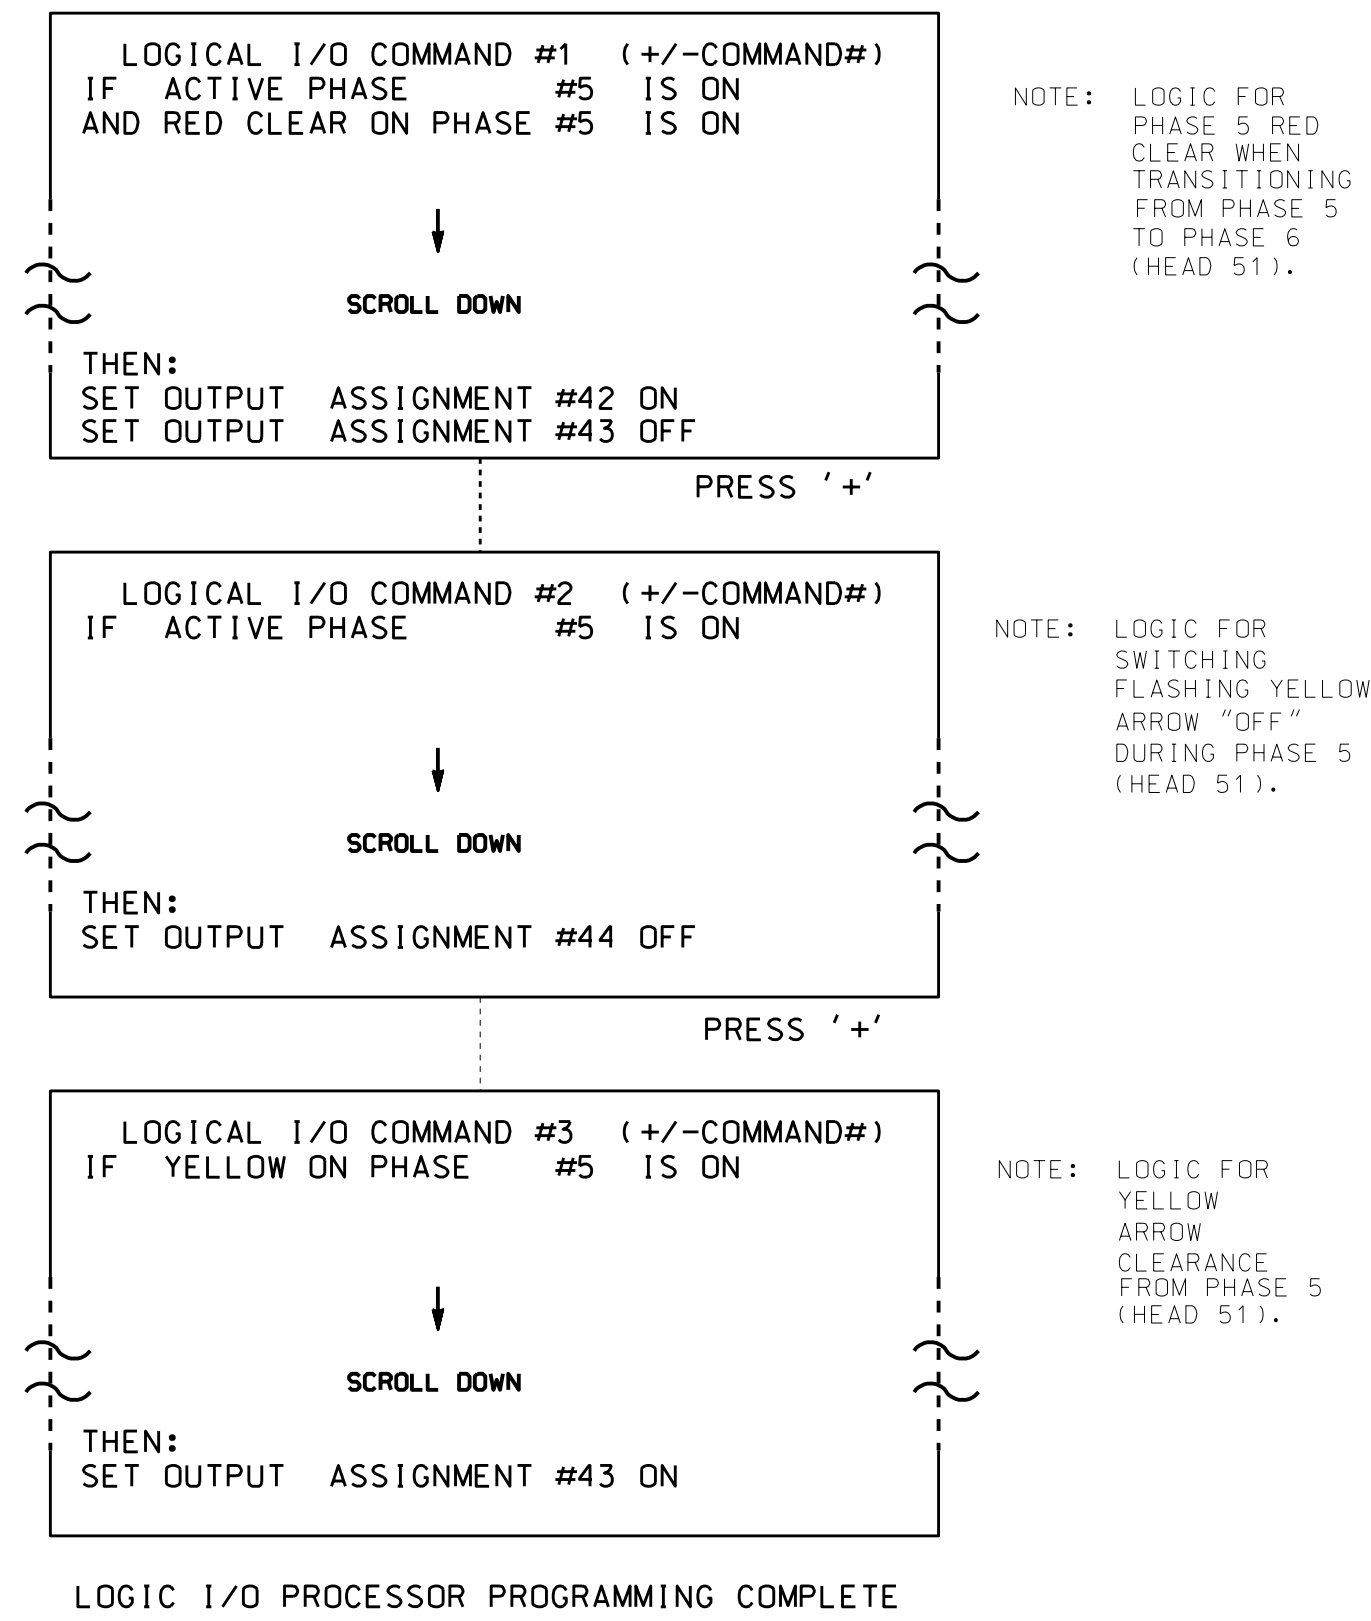 LOGICAL I/O COMMAND #1 (+/-COMMAND#)
IF ACTIVE PHASE #5 IS ON
AND RED CLEAR ON PHASE #5 IS ON
SCROLL DOWN
THEN:
SET OUTPUT ASSIGNMENT #42 ON
SET OUTPUT ASSIGNMENT #43 OFF
NOTE: LOGIC FOR
PHASE 5 RED
CLEAR WHEN
TRANSITIONING
FROM PHASE 5
TO PHASE 6
(HEAD 51).
PRESS '+'
LOGICAL I/O COMMAND #2 (+/-COMMAND#)
IF ACTIVE PHASE #5 IS ON
SCROLL DOWN
THEN:
SET OUTPUT ASSIGNMENT #44 OFF
NOTE: LOGIC FOR
SWITCHING
FLASHING YELLOW
ARROW "OFF"
DURING PHASE 5
(HEAD 51).
PRESS '+'
LOGICAL I/O COMMAND #3 (+/-COMMAND#)
IF YELLOW ON PHASE #5 IS ON
SCROLL DOWN
THEN:
SET OUTPUT ASSIGNMENT #43 ON
NOTE: LOGIC FOR
YELLOW
ARROW
CLEARANCE
FROM PHASE 5
(HEAD 51).
LOGIC I/O PROCESSOR PROGRAMMING COMPLETE